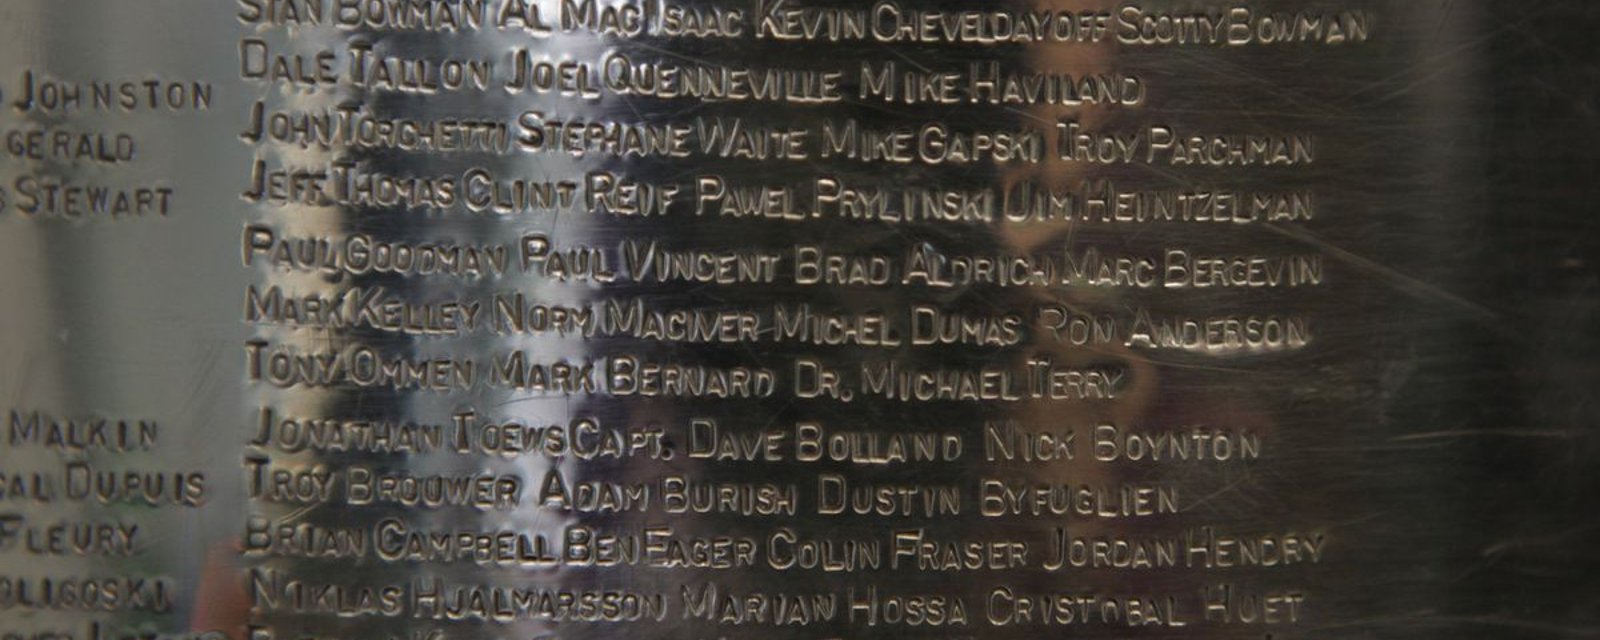 JOHNSTON
GERALD
STEWART
MALKIN
DUPUIS
FLEURY
STAN BOWMAN AL MACISAAC KEVIN CHEVELDAYOFF SCOTTY BOWMAN
DALE TALLON JOEL QUENNEVILLE MIKE HAVILAND
JOHN TORCHETTI STEPHANE WAITE MIKE GAPSKI TROY PARCHMAN
JEFF THOMAS CLINT REIF PAWEL PRYLINSKI JIM HEINTZELMAN
PAUL GOODMAN PAUL VINCENT BRAD ALDRICH MARC BERGEVIN
MARK KELLEY NORM MACIVER MICHEL DUMAS RON ANDERSON
TONY OMMEN MARK BERNARD DR. MICHAEL TERRY
JONATHAN TOEWS CAPT. DAVE BOLLAND NICK BOYNTON
TROY BROUWER ADAM BURISH DUSTIN BYFUGLIEN
BRIAN CAMPBELL BEN EAGER COLIN FRASER JORDAN HENDRY
NIKLAS HJALMARSSON MARIAN HOSSA CRISTOBAL HUET